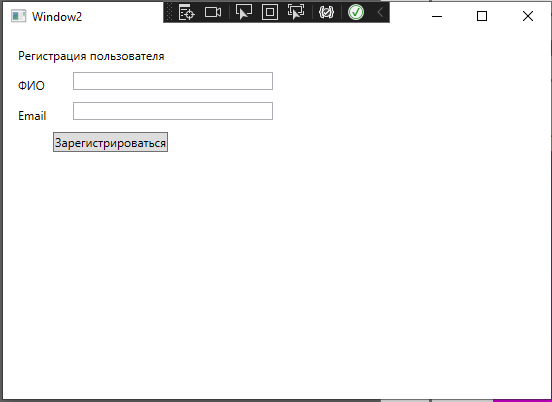 Window2
Регистрация пользователя
ФИО
Email
Зарегистрироваться